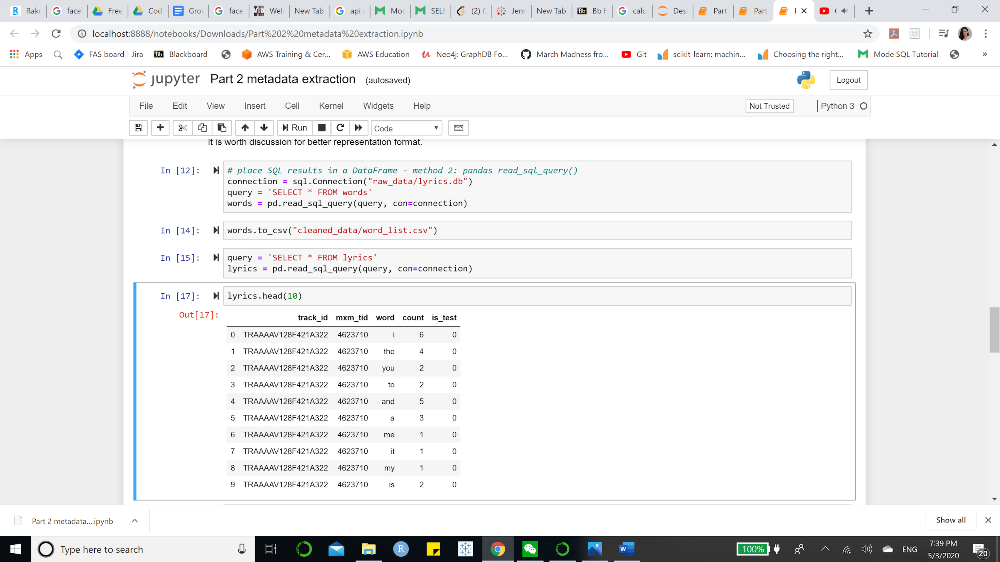 Raku
face
Free
Cod
Grou
face
Wel
New Tab
api s
Moc
SELE
(2) C
Jenr
New Tab
Bb H
calcu
Desl
Part
Part
localhost:8888/notebooks/Downloads/Part%202%20metadata%20extraction.ipynb
Apps
FAS board - Jira
Bb
Blackboard
AWS Training & Cer...
AWS Education
Neo4j: GraphDB Fo...
March Madness fro...
Git
scikit-learn: machin...
Choosing the right...
Mode SQL Tutorial
»
jupyter Part 2 metadata extraction (autosaved)
Logout
File Edit View Insert Cell Kernel Widgets Help
Not Trusted
Python 3
Run
Code
It is worth discussion for better representation format.
In [12]:
# place SQL results in a DataFrame - method 2: pandas read_sql_query()
connection = sql.Connection("raw_data/lyrics.db")
query = 'SELECT * FROM words'
words = pd.read_sql_query(query, con=connection)
In [14]:
words.to_csv("cleaned_data/word_list.csv")
In [15]:
query = 'SELECT * FROM lyrics'
lyrics = pd.read_sql_query(query, con=connection)
In [17]:
lyrics.head(10)
Out[17]:
track_id mxm_tid word count is_test
0 TRAAAAV128F421A322 4623710 i 6 0
1 TRAAAAV128F421A322 4623710 the 4 0
2 TRAAAAV128F421A322 4623710 you 2 0
3 TRAAAAV128F421A322 4623710 to 2 0
4 TRAAAAV128F421A322 4623710 and 5 0
5 TRAAAAV128F421A322 4623710 a 3 0
6 TRAAAAV128F421A322 4623710 me 1 0
7 TRAAAAV128F421A322 4623710 it 1 0
8 TRAAAAV128F421A322 4623710 my 1 0
9 TRAAAAV128F421A322 4623710 is 2 0
Part 2 metadata....ipynb
Show all
Type here to search
100%
ENG
7:39 PM
5/3/2020
20